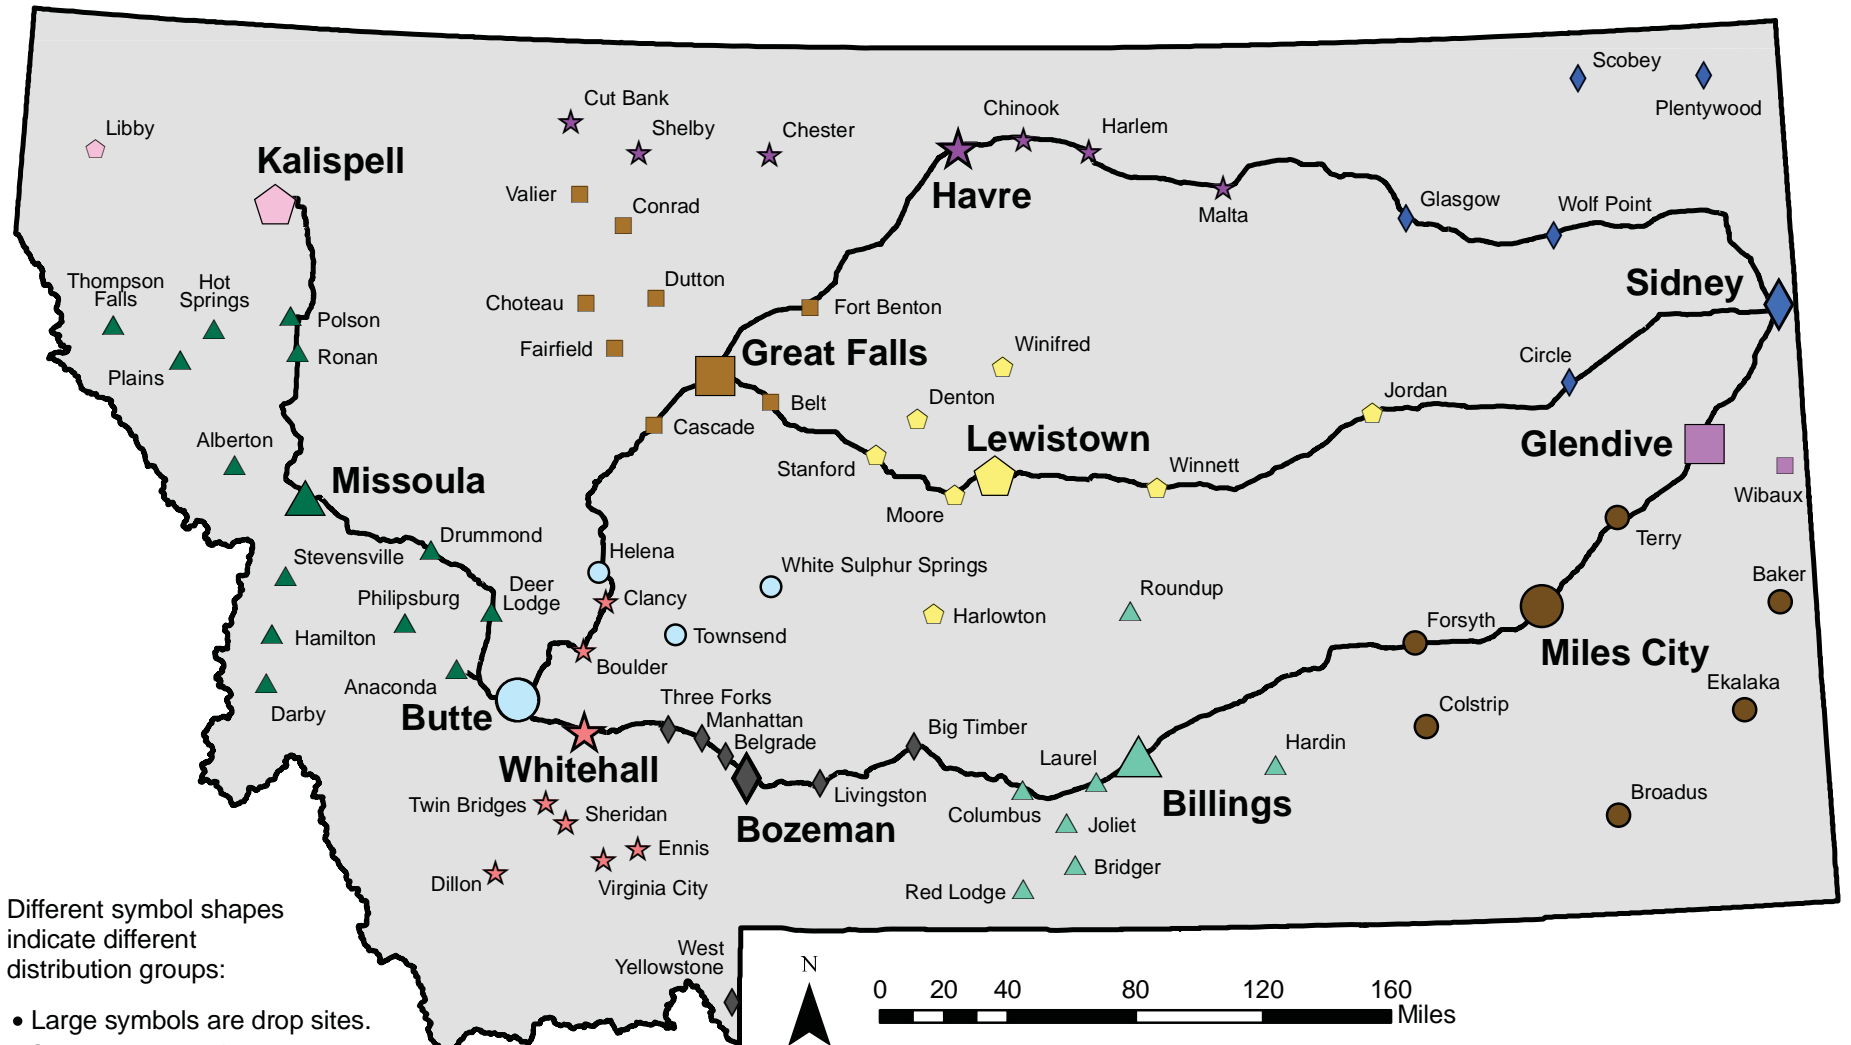 Scobey
Plentywood
Cut Bank
Shelby
Chester
Chinook
Harlem
Libby
Kalispell
Valier
Conrad
Havre
Malta
Glasgow
Wolf Point
Thompson
Falls
Hot
Springs
Polson
Ronan
Plains
Choteau
Dutton
Fort Benton
Sidney
Fairfield
Great Falls
Winifred
Circle
Belt
Denton
Jordan
Cascade
Lewistown
Glendive
Alberton
Stanford
Winnett
Wibaux
Missoula
Moore
Drummond
Terry
Stevensville
Helena
White Sulphur Springs
Baker
Philipsburg
Deer
Lodge
Clancy
Harlowton
Roundup
Forsyth
Hamilton
Townsend
Miles City
Boulder
Anaconda
Ekalaka
Darby
Butte
Three Forks
Manhattan
Belgrade
Big Timber
Colstrip
Whitehall
Laurel
Hardin
Twin Bridges
Sheridan
Livingston
Columbus
Billings
Broadus
Bozeman
Joliet
Ennis
Bridger
Dillon
Virginia City
Red Lodge
West
Yellowstone
Different symbol shapes
indicate different
distribution groups:
• Large symbols are drop sites.
N
0 20 40 80 120 160
Miles